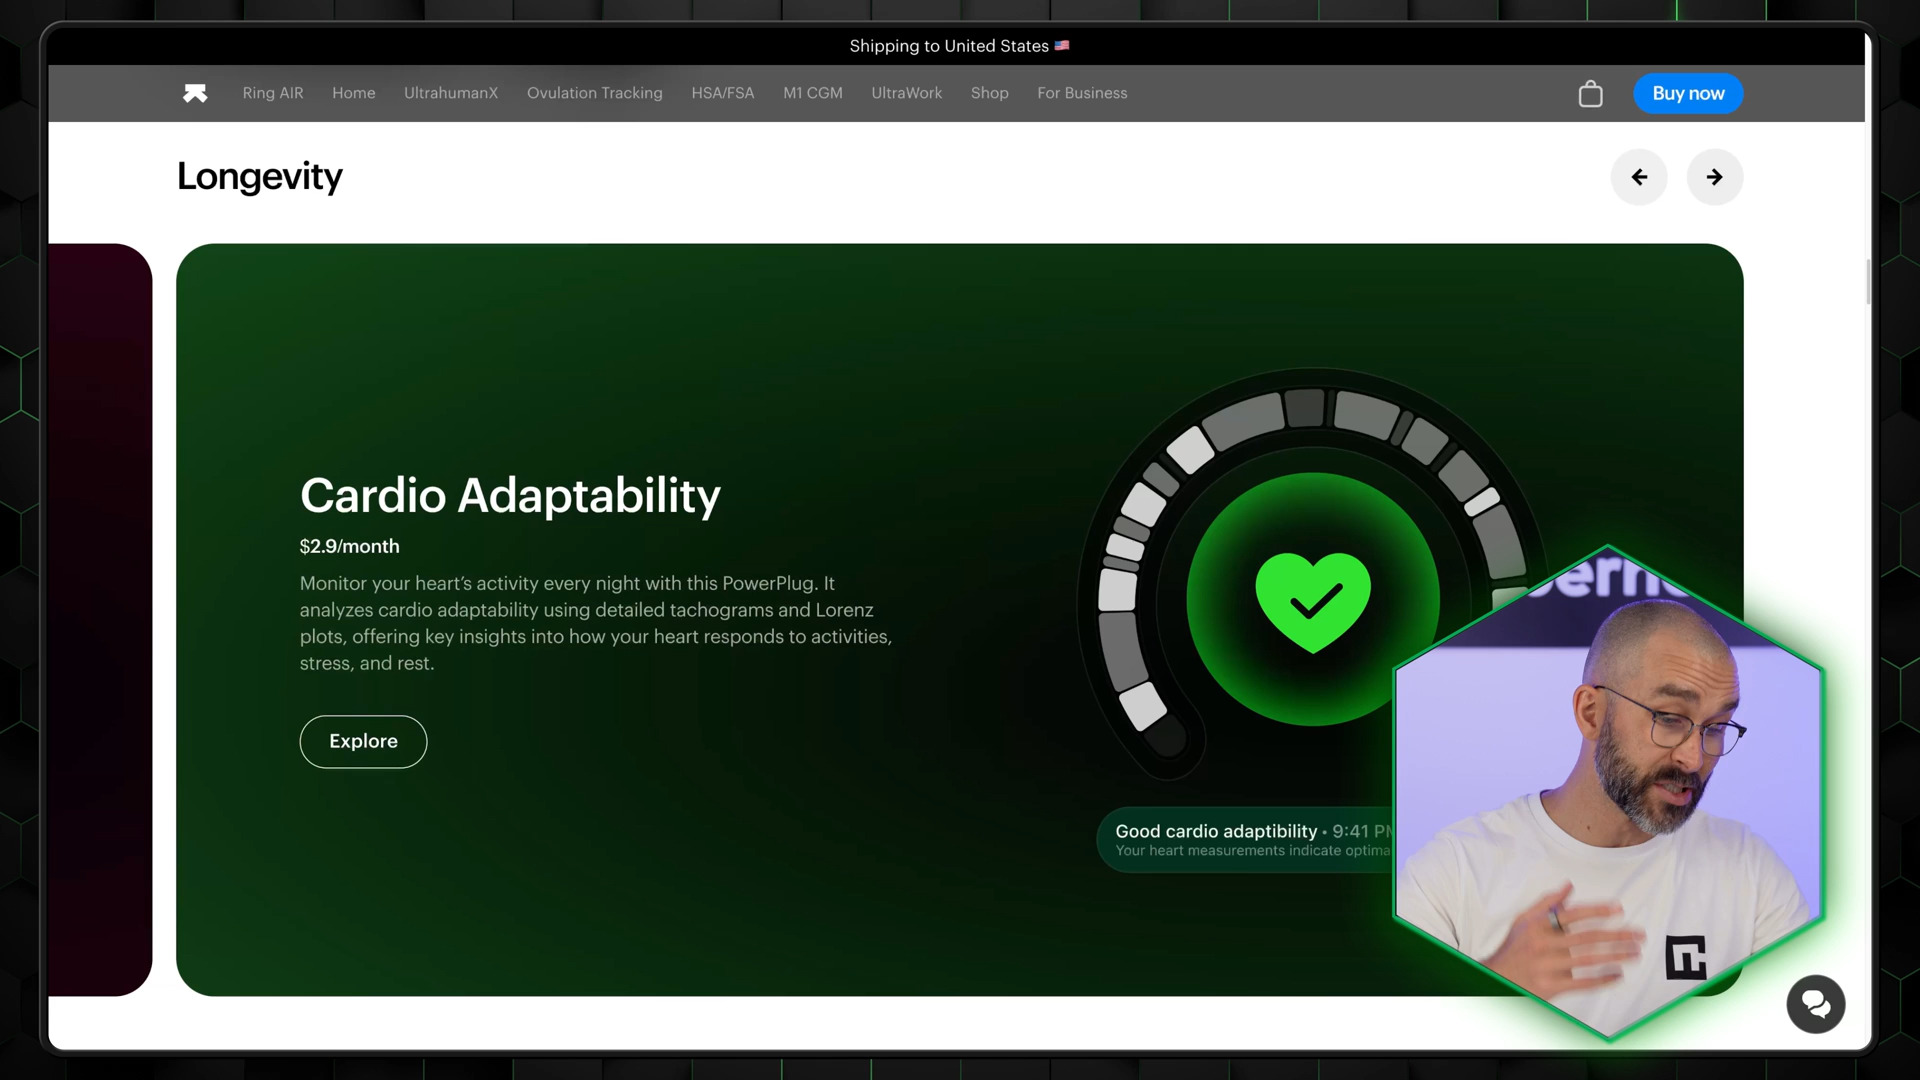 Shipping to United States
Ring AIR Home UltrahumanX Ovulation Tracking HSA/FSA M1 CGM UltraWork Shop For Business Buy now
Longevity
Cardio Adaptability
$2.9/month
Monitor your heart’s activity every night with this PowerPlug. It
analyzes cardio adaptability using detailed tachograms and Lorenz
plots, offering key insights into how your heart responds to activities,
stress, and rest.
Explore
Good cardio adaptibility • 9:41 PM
Your heart measurements indicate optima